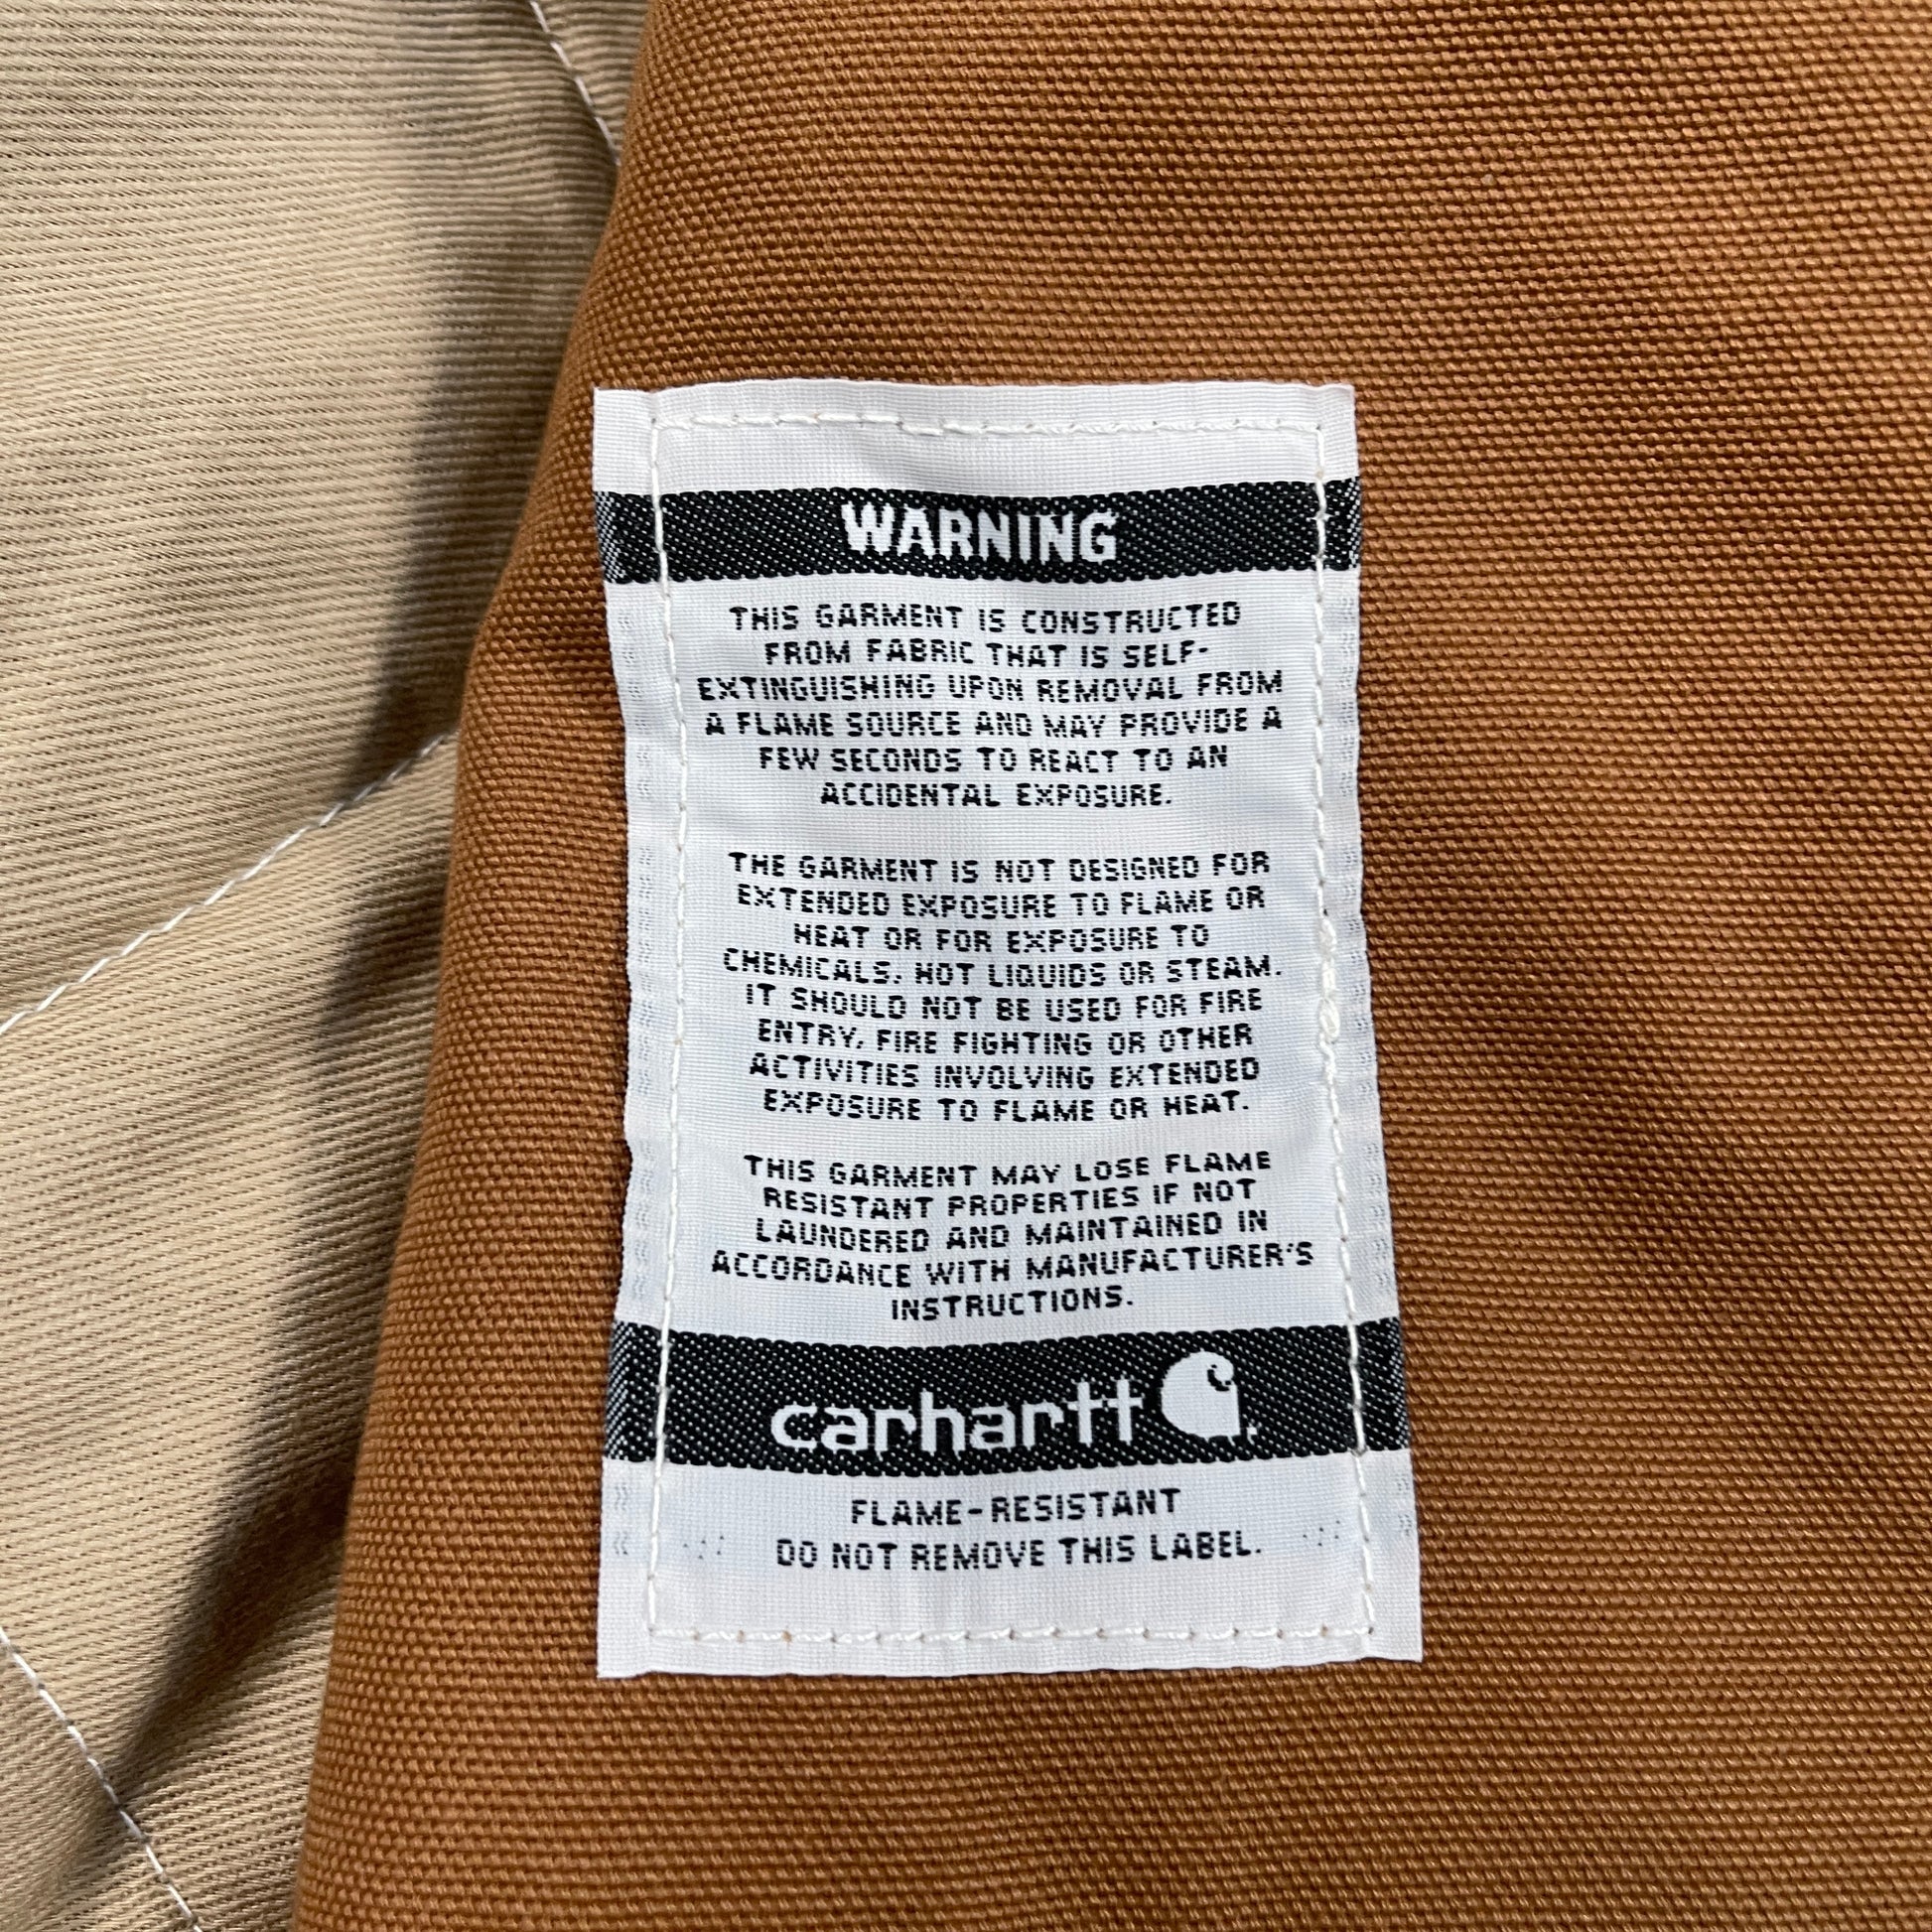 WARNING
THIS GARMENT IS CONSTRUCTED
FROM FABRIC THAT IS SELF-
EXTINGUISHING UPON REMOVAL FROM
A FLAME SOURCE AND MAY PROVIDE A
FEW SECONDS TO REACT TO AN
ACCIDENTAL EXPOSURE.
THE GARMENT IS NOT DESIGNED FOR
EXTENDED EXPOSURE TO FLAME OR
HEAT OR FOR EXPOSURE TO
CHEMICALS, HOT LIQUIDS OR STEAM.
IT SHOULD NOT BE USED FOR FIRE
ENTRY, FIRE FIGHTING OR OTHER
ACTIVITIES INVOLVING EXTENDED
EXPOSURE TO FLAME OR HEAT.
THIS GARMENT MAY LOSE FLAME
RESISTANT PROPERTIES IF NOT
LAUNDERED AND MAINTAINED IN
ACCORDANCE WITH MANUFACTURER'S
INSTRUCTIONS.
carhartt
FLAME-RESISTANT
DO NOT REMOVE THIS LABEL.